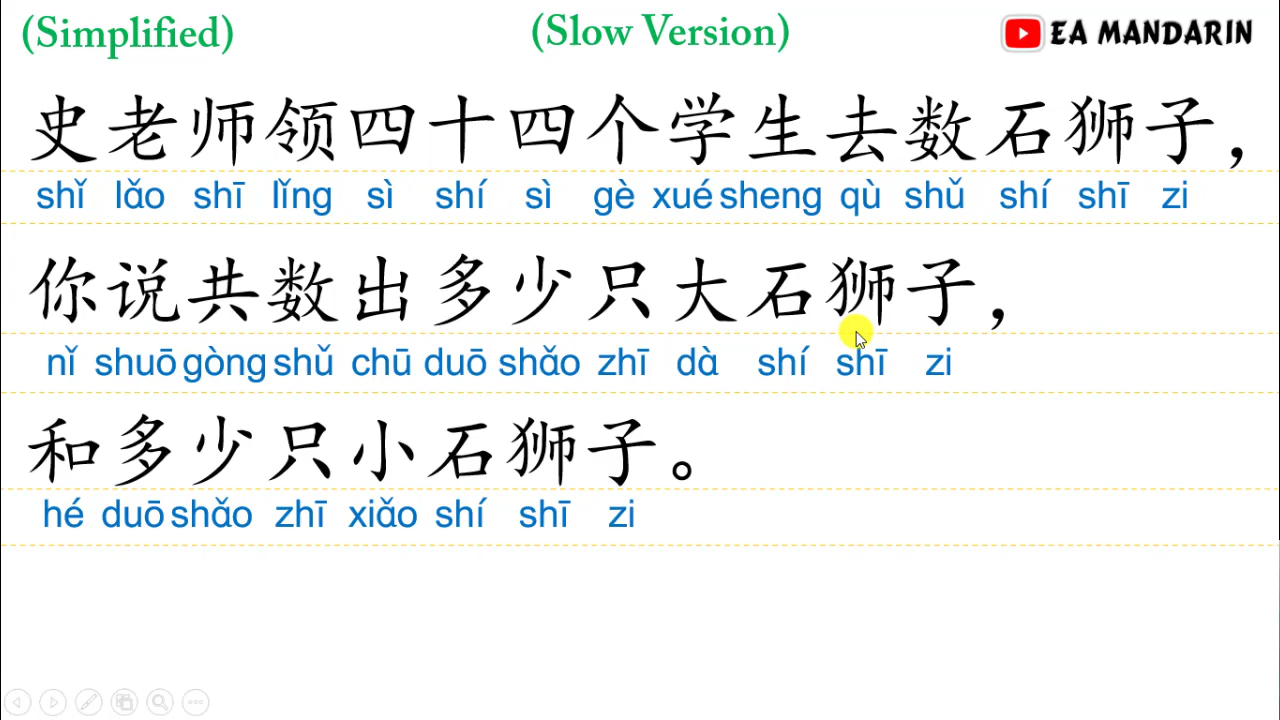 (Simplified) (Slow Version) EA MANDARIN
史老师领四十四个学生去数石狮子，
shǐ lǎo shī lǐng sì shí sì gè xué sheng qù shǔ shí shī zi
你说共数出多少只大石狮子，
nǐ shuō gòng shǔ chū duō shǎo zhī dà shí shī zi
和多少只小石狮子。
hé duō shǎo zhī xiǎo shí shī zi